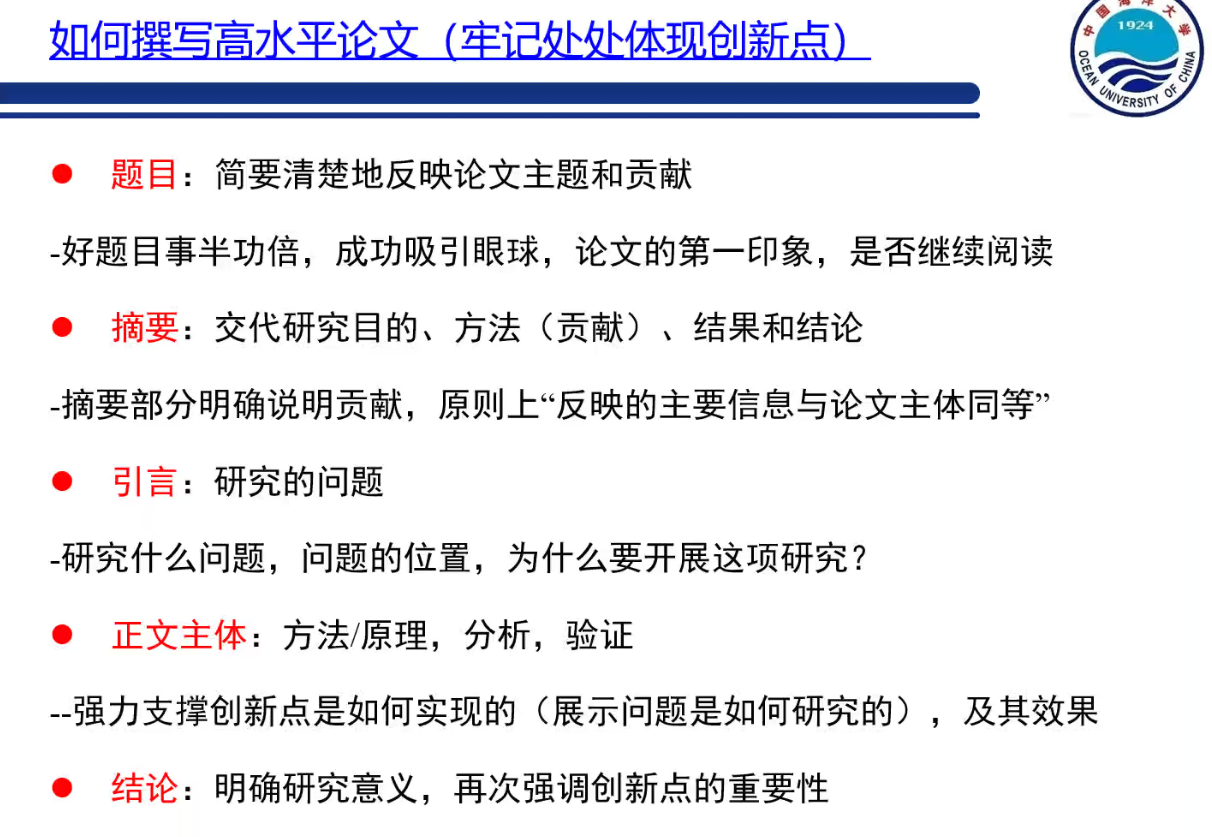 如何撰写高水平论文（牢记处处体现创新点）
中国海洋大学
1924
OCEAN UNIVERSITY OF CHINA
● 题目：简要清楚地反映论文主题和贡献
-好题目事半功倍，成功吸引眼球，论文的第一印象，是否继续阅读
● 摘要：交代研究目的、方法（贡献）、结果和结论
-摘要部分明确说明贡献，原则上“反映的主要信息与论文主体同等”
● 引言：研究的问题
-研究什么问题，问题的位置，为什么要开展这项研究？
● 正文主体：方法/原理，分析，验证
--强力支撑创新点是如何实现的（展示问题是如何研究的），及其效果
● 结论：明确研究意义，再次强调创新点的重要性